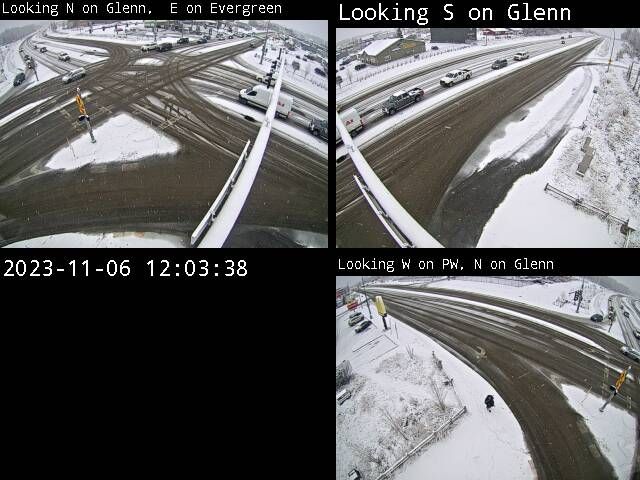 Looking N on Glenn,  E on Evergreen
Looking S on Glenn
2023-11-06 12:03:38
Looking W on PW, N on Glenn